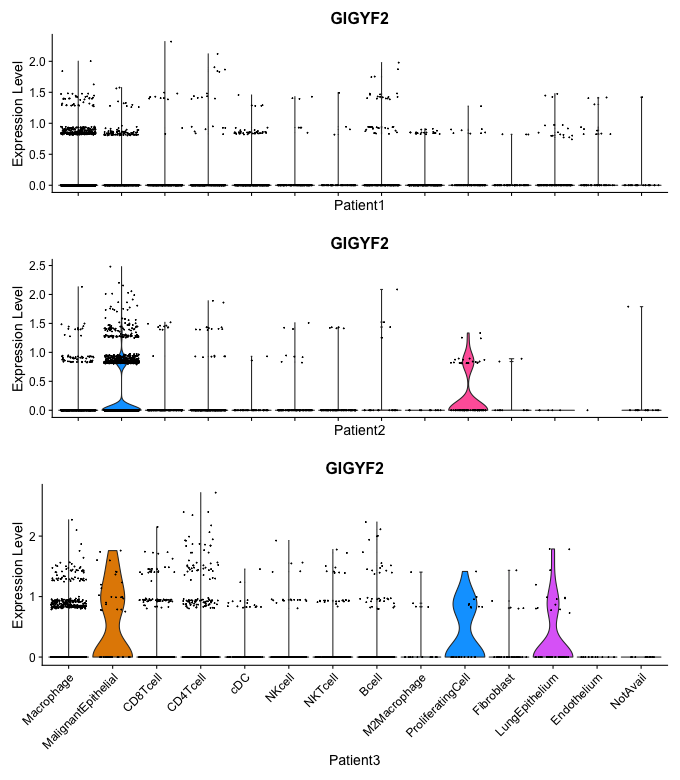 GIGYF2
Expression Level
2.0
1.5
1.0
0.5
0.0
Patient1
GIGYF2
Expression Level
2.5
2.0
1.5
1.0
0.5
0.0
Patient2
GIGYF2
Expression Level
2
1
0
Macrophage
MalignantEpithelial
CD8Tcell
CD4Tcell
cDC
NKcell
NKTcell
Bcell
M2Macrophage
ProliferatingCell
Fibroblast
LungEpithelium
Endothelium
NotAvail
Patient3